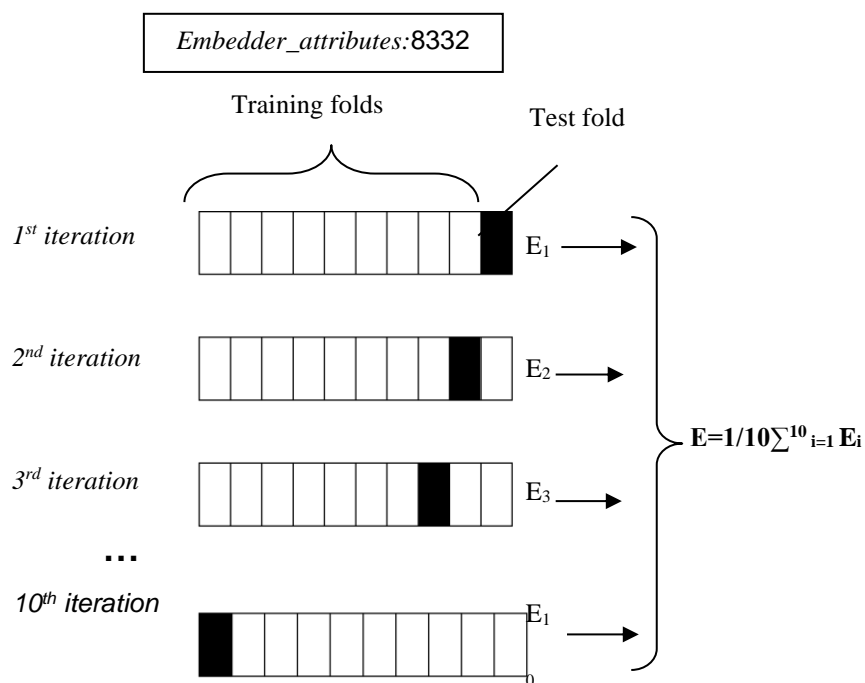 Embedder_attributes:8332
Training folds
Test fold
1st iteration
E1
2nd iteration
E2
E=1/10∑10 i=1 Ei
3rd iteration
E3
...
10th iteration
E1
0